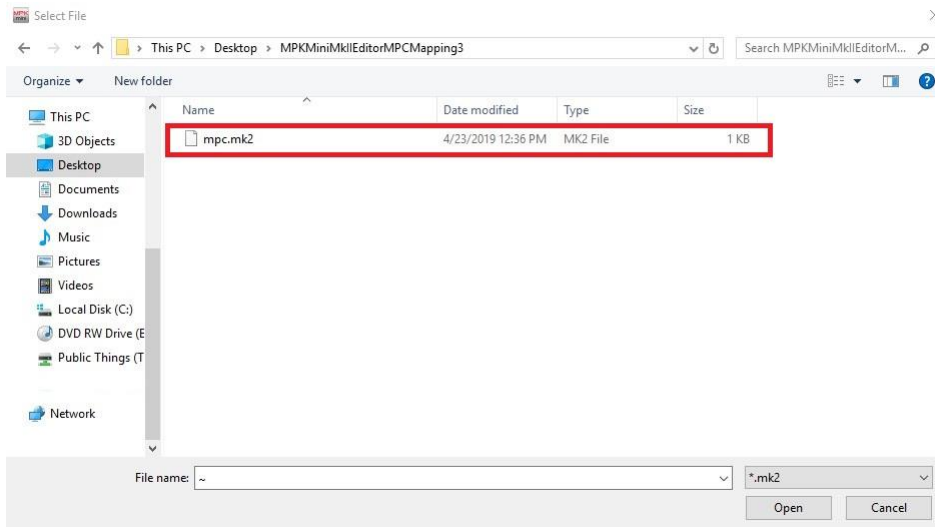 MPK mini Select File
This PC > Desktop > MPKMiniMkIIEditorMPCMapping3
Search MPKMiniMkIIEditorM...
Organize New folder
Name Date modified Type Size
mpc.mk2 4/23/2019 12:36 PM MK2 File 1 KB
This PC
3D Objects
Desktop
Documents
Downloads
Music
Pictures
Videos
Local Disk (C:)
DVD RW Drive (E
Public Things (T
Network
File name: ~ *.mk2
Open Cancel